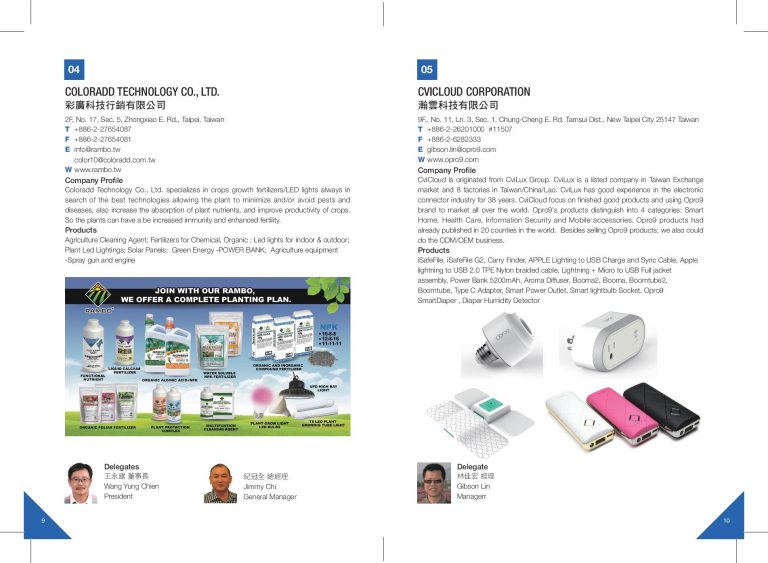 04
COLORADD TECHNOLOGY CO., LTD.
彩廣科技行銷有限公司
2F, No. 17, Sec. 5, Zhongxiao E. Rd., Taipei, Taiwan
T +886-2-27654087
F +886-2-27654081
E info@rambo.tw
color10@coloradd.com.tw
W www.rambo.tw
Company Profile
Coloradd Technology Co., Ltd. specializes in crops growth fertilizers/LED lights always in
search of the best technologies allowing the plant to minimize and/or avoid pests and
diseases, also increase the absorption of plant nutrients, and improve productivity of crops.
So the plants can have a be increased immunity and enhanced fertility.
Products
Agriculture Cleaning Agent; Fertilizers for Chemical, Organic ; Led lights for indoor & outdoor;
Plant Led Lightings; Solar Panels; Green Energy -POWER BANK; Agriculture equipment
-Spray gun and engine
JOIN WITH OUR RAMBO,
WE OFFER A COMPLETE PLANTING PLAN.
RAMBO
NPK
•10-8-8
•12-8-16
•11-11-11
FUNCTIONAL
NUTRIENT
LIQUID CALCIUM
FERTILIZER
ORGANIC ALGINIC ACID+NPK
WATER SOLUBLE
NPK FERTILIZER
ORGANIC AND INORGANIC
COMPOUND FERTILIZER
UFO HIGH BAY
LIGHT
ORGANIC FOLIAR FERTILIZER
PLANT PROTECTION
COMPLEX
MULTIFUNTION
CLEANING AGENT
PLANT GROW LIGHT
LED BULBS
T8 LED PLANT
GROWING TUBE LIGHT
Delegates
王永建 董事長
Wang Yung Chien
President
紀冠全 總經理
Jimmy Chi
General Manager
9
05
CVICLOUD CORPORATION
瀚雲科技有限公司
9F., No. 11, Ln. 3, Sec. 1, Chung-Cheng E. Rd. Tamsui Dist., New Taipei City 25147 Taiwan
T +886-2-26201000 #11507
F +886-2-6282333
E gibson.lin@opro9.com
W www.opro9.com
Company Profile
CviCloud is originated from CviLux Group. CviLux is a listed company in Taiwan Exchange
market and 8 factories in Taiwan/China/Lao. CviLux has good experience in the electronic
connector industry for 38 years. CviCloud focus on finished good products and using Opro9
brand to market all over the world. Opro9's products distinguish into 4 categories: Smart
Home, Health Care, Information Security and Mobile accessories. Opro9 products had
already published in 20 counties in the world. Besides selling Opro9 products, we also could
do the ODM/OEM business.
Products
iSafeFile, iSafeFile G2, Carry Finder, APPLE Lighting to USB Charge and Sync Cable, Apple
lightning to USB 2.0 TPE Nylon braided cable, Lightning + Micro to USB Full jacket
assembly, Power Bank 5200mAh, Aroma Diffuser, Booma2, Booma, Boomtube2,
Boomtube, Type C Adapter, Smart Power Outlet, Smart lightbulb Socket, Opro9
SmartDiaper , Diaper Humidity Detector
opro9
Delegate
林佳宏 經理
Gibson Lin
Managerr
10